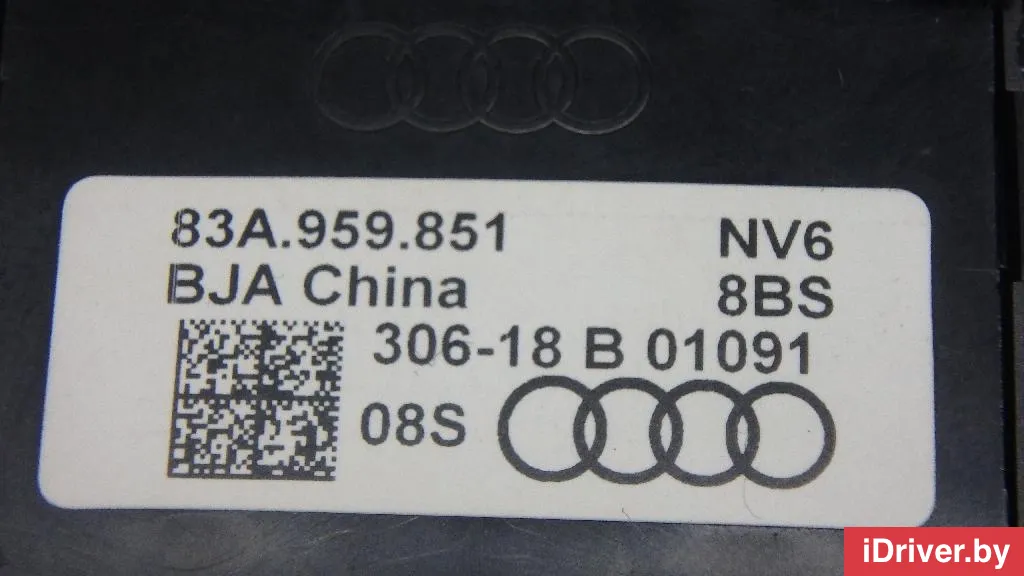 83A.959.851 NV6
BJA China 8BS
306-18 B 01091
08S
iDriver.by